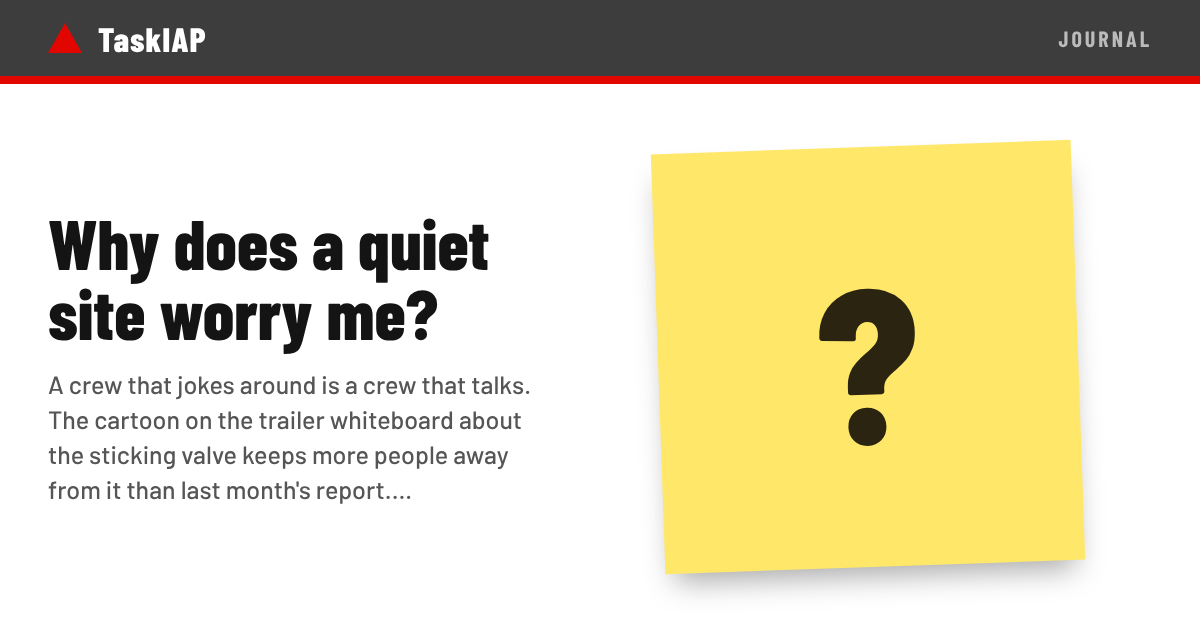 TaskIAP
JOURNAL
Why does a quiet
site worry me?
A crew that jokes around is a crew that talks.
The cartoon on the trailer whiteboard about
the sticking valve keeps more people away
from it than last month's report....
?